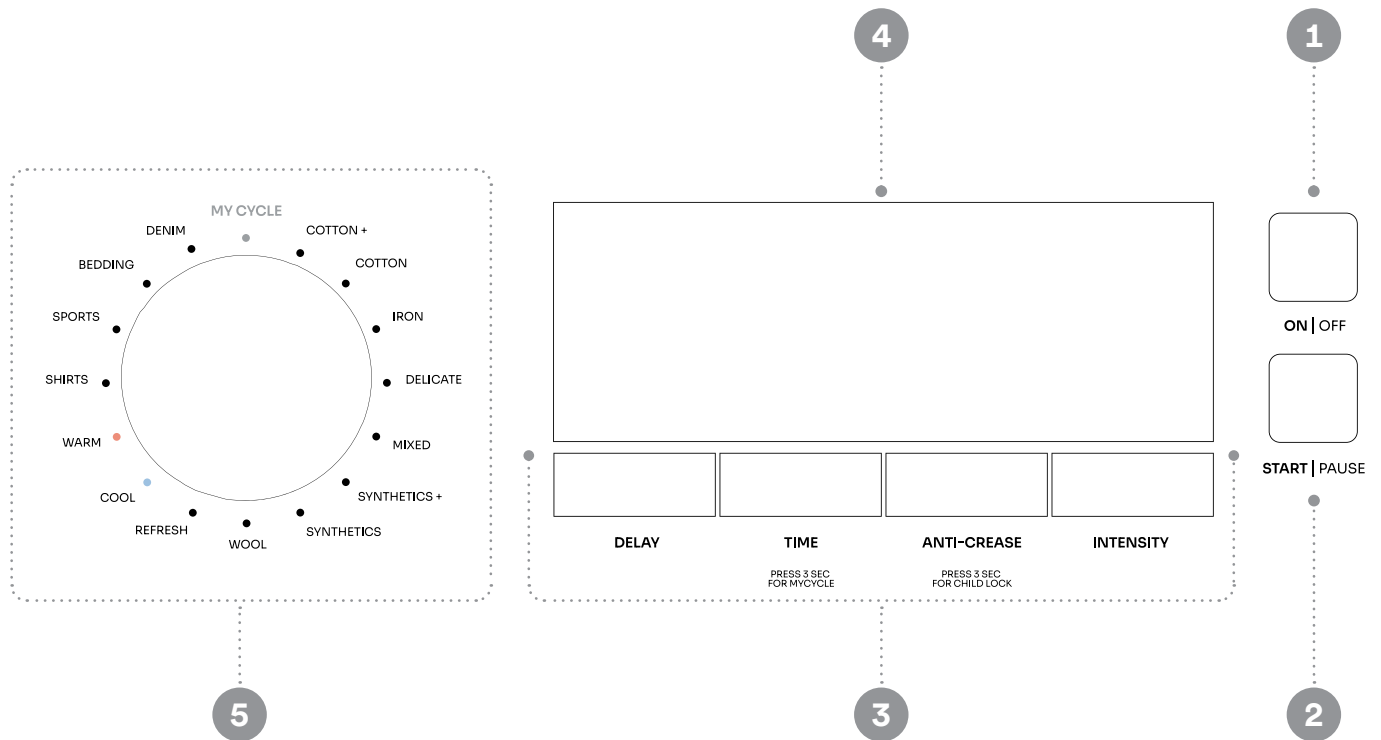 4
1
MY CYCLE
DENIM
COTTON +
BEDDING
COTTON
SPORTS
IRON
SHIRTS
DELICATE
WARM
MIXED
COOL
SYNTHETICS +
REFRESH
SYNTHETICS
WOOL
ON | OFF
START | PAUSE
DELAY
TIME
ANTI-CREASE
INTENSITY
PRESS 3 SEC
FOR MYCYCLE
PRESS 3 SEC
FOR CHILD LOCK
5
3
2